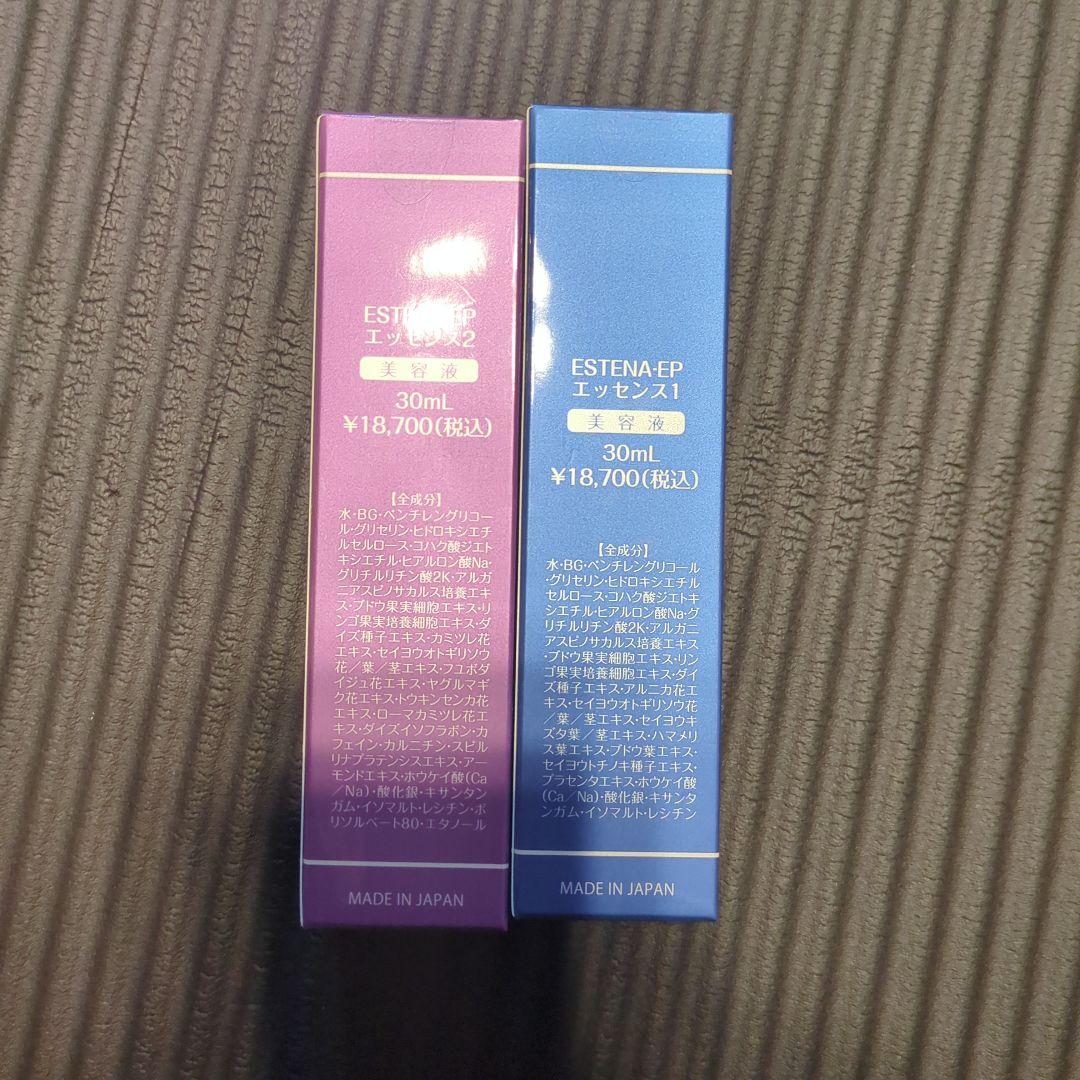 ESTENA-EP
エッセンス2
美容液
30mL
¥18,700(税込)
【全成分】
水・BG・ペンチレングリコー
ル・グリセリン・ヒドロキシエチ
ルセルロース・コハク酸ジエト
キシエチル・ヒアルロン酸Na・
グリチルリチン酸2K・アルガ
ニアスピノサカルス培養エキ
ス・ブドウ果実細胞エキス・リ
ンゴ果実培養細胞エキス・ダ
イズ種子エキス・カミツレ花
エキス・セイヨウオトギリソウ
花／葉／茎エキス・フユボダ
イジュ花エキス・ヤグルマギ
ク花エキス・トウキンセンカ花
エキス・ローマカミツレ花エ
キス・ダイズイソフラボン・カ
フェイン・カルニチン・スピル
リナプラテンシスエキス・アー
モンドエキス・ホウケイ酸(Ca
／Na)・酸化銀・キサンタン
ガム・イソマルト・レシチン・ポ
リソルベート80・エタノール
MADE IN JAPAN
ESTENA-EP
エッセンス1
美容液
30mL
¥18,700(税込)
【全成分】
水・BG・ペンチレングリコール
・グリセリン・ヒドロキシエチル
セルロース・コハク酸ジエトキ
シエチル・ヒアルロン酸Na・グ
リチルリチン酸2K・アルガニ
アスピノサカルス培養エキス
・ブドウ果実細胞エキス・リン
ゴ果実培養細胞エキス・ダイ
ズ種子エキス・アルニカ花エ
キス・セイヨウオトギリソウ花
／葉／茎エキス・セイヨウキ
ズタ葉／茎エキス・ハマメリ
ス葉エキス・ブドウ葉エキス・
セイヨウトチノキ種子エキス・
プラセンタエキス・ホウケイ酸
(Ca／Na)・酸化銀・キサンタ
ンガム・イソマルト・レシチン
MADE IN JAPAN